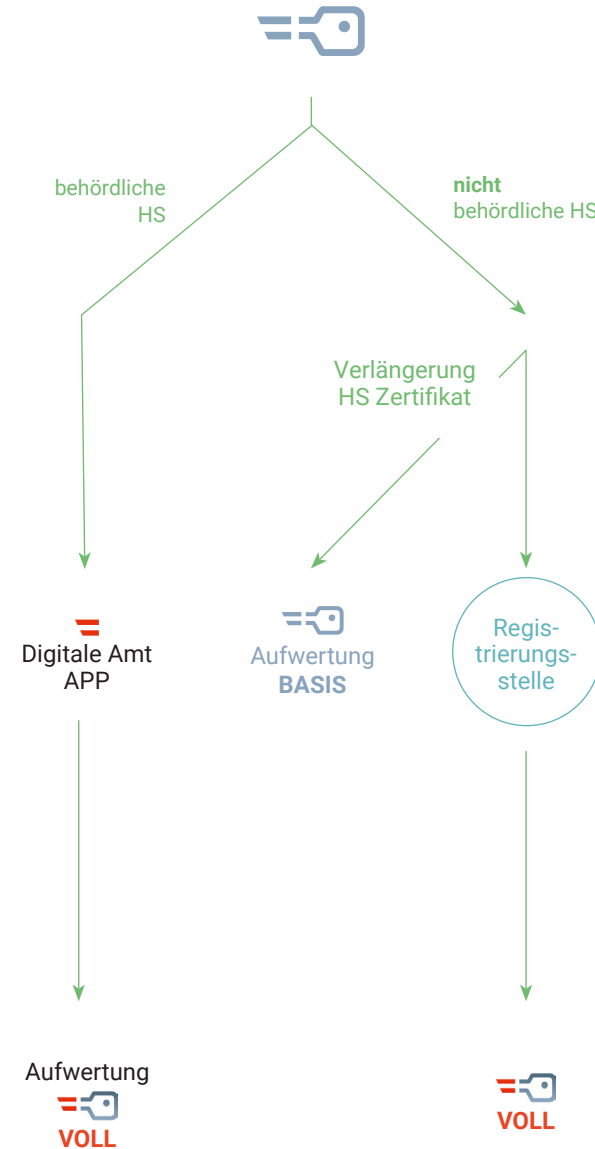 behördliche
HS
nicht
behördliche HS
Verlängerung
HS Zertifikat
Digitale Amt
APP
Aufwertung
BASIS
Regis-
trierungs-
stelle
Aufwertung
VOLL
VOLL